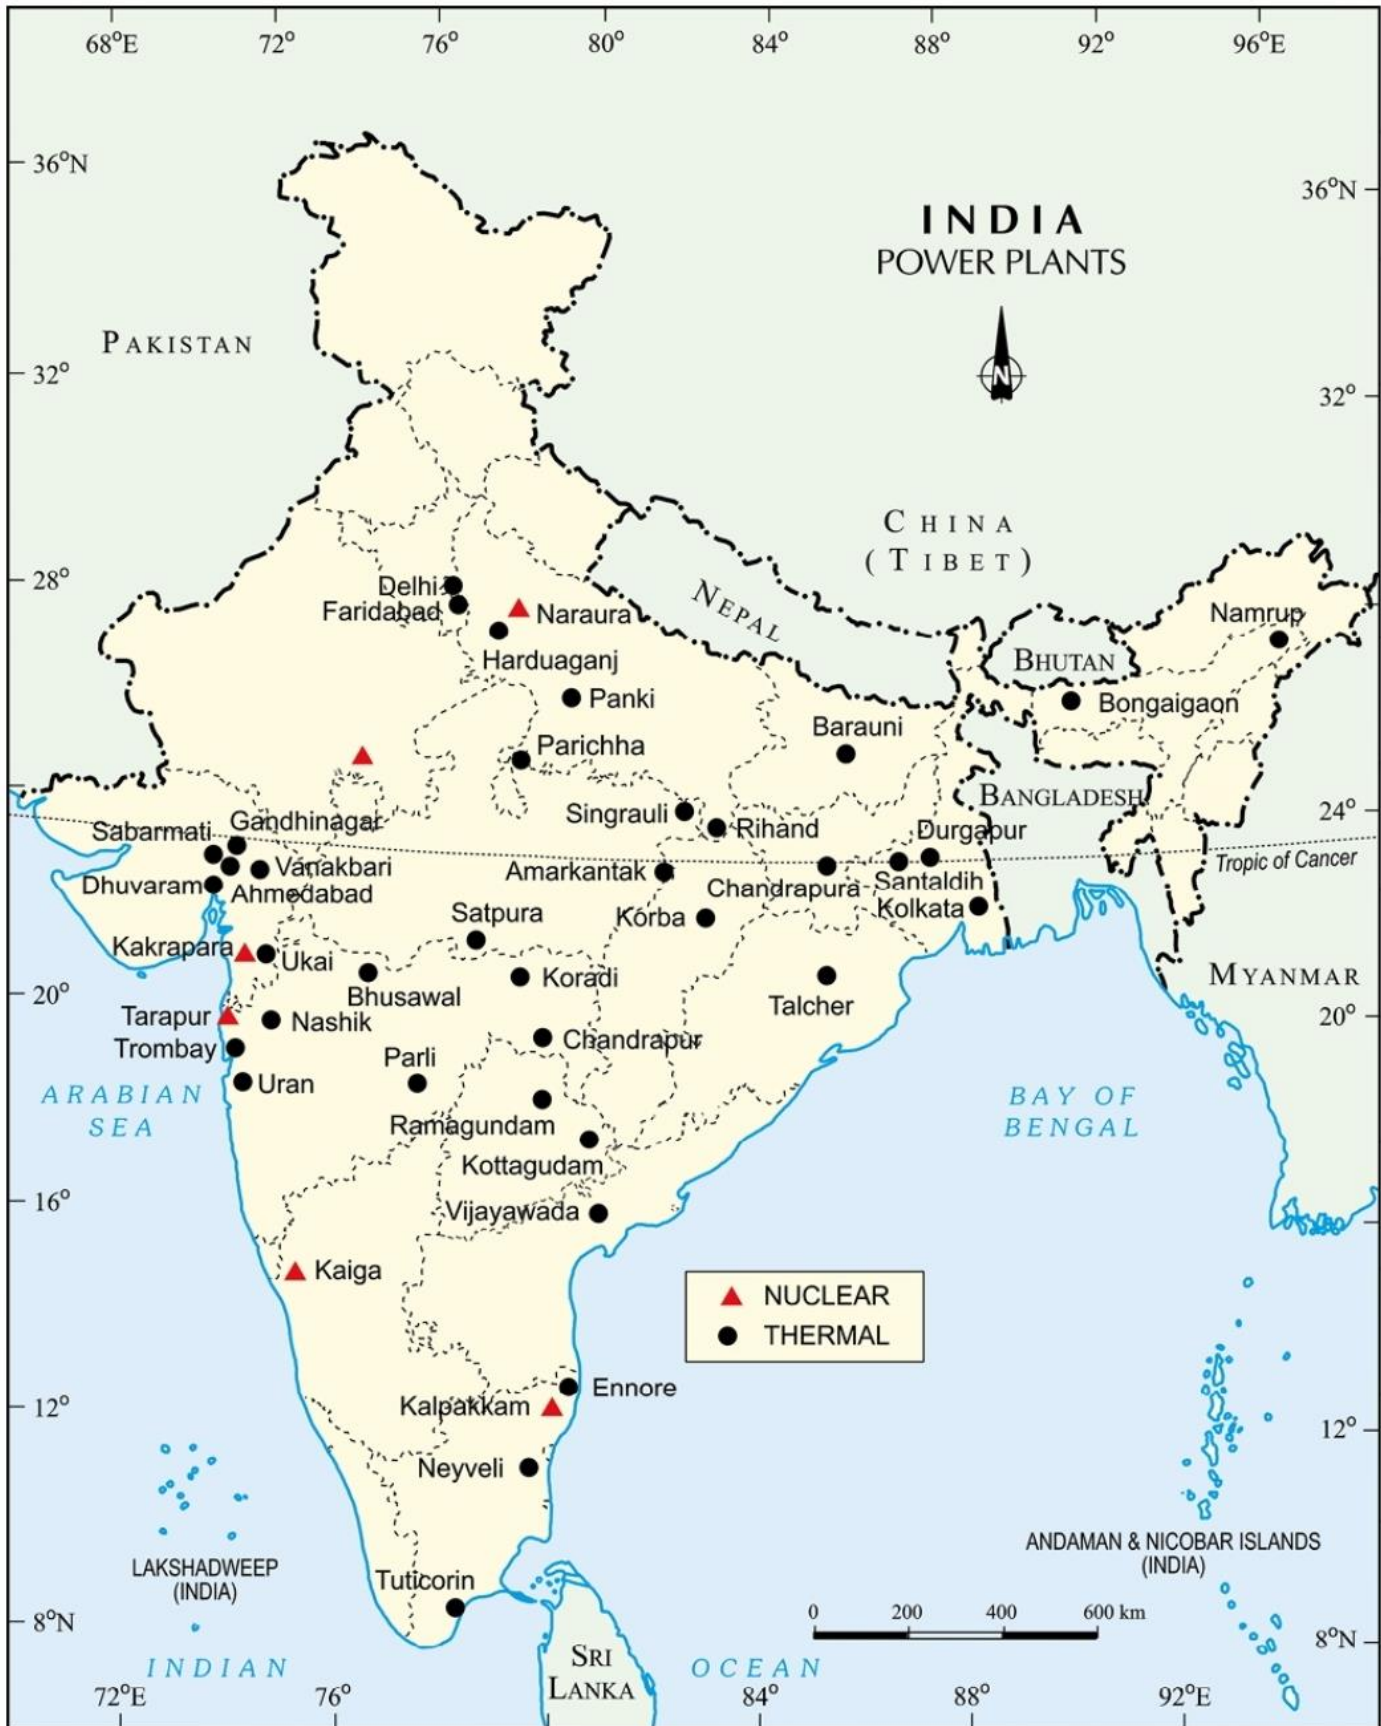 68°E
72°
76°
80°
84°
88°
92°
96°E
36°N
36°N
INDIA
POWER PLANTS
N
PAKISTAN
32°
32°
CHINA
(TIBET)
28°
Delhi
Faridabad
Naraura
NEPAL
Namrup
Harduaganj
BHUTAN
Panki
Bongaigaon
Barauni
Parichha
BANGLADESH
24°
Singrauli
Rihand
Durgapur
Gandhinagar
Sabarmati
Tropic of Cancer
Vanakbari
Amarkantak
Chandrapura
Santaldih
Dhuvaram
Ahmedabad
Kolkata
Satpura
Korba
Kakrapara
Ukai
Koradi
MYANMAR
Bhusawal
20°
Talcher
Tarapur
Nashik
20°
Trombay
Chandrapur
Parli
Uran
ARABIAN
SEA
BAY OF
BENGAL
Ramagundam
Kottagudam
16°
Vijayawada
Kaiga
NUCLEAR
THERMAL
Ennore
12°
Kalpakkam
12°
Neyveli
ANDAMAN & NICOBAR ISLANDS
(INDIA)
LAKSHADWEEP
(INDIA)
Tuticorin
0 200 400 600 km
8°N
8°N
SRI
LANKA
INDIAN
OCEAN
72°E
76°
84°
88°
92°E